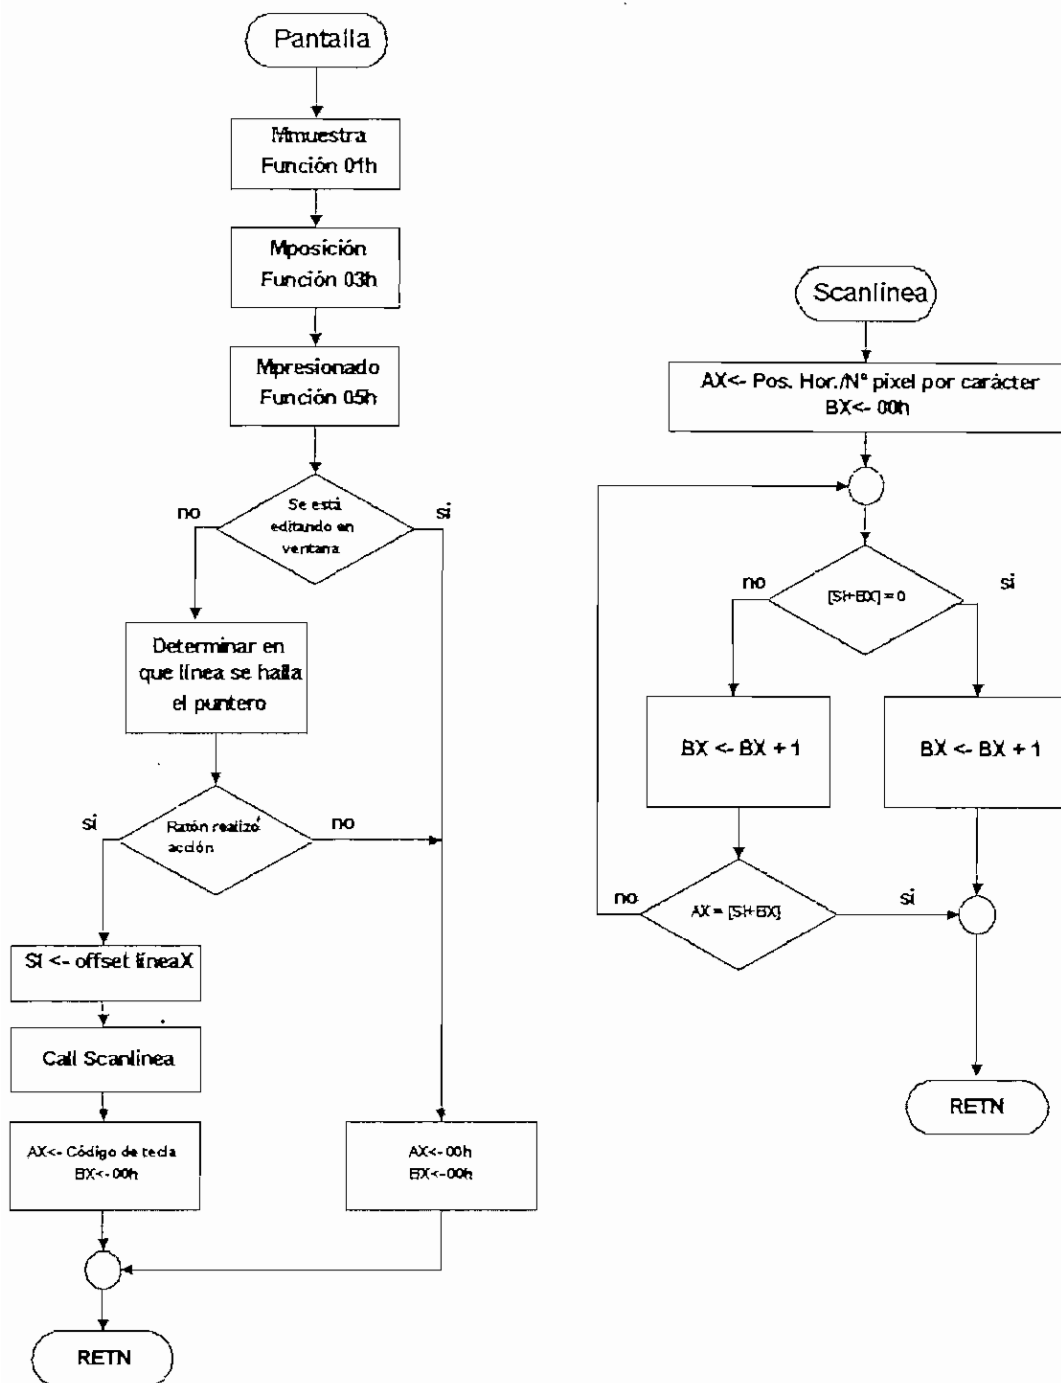 Pantalla
Mmuestra
Función 01h
Mposición
Función 03h
Mpresionado
Función 05h
Se está
editando en
ventana
no
si
Determinar en
que línea se halla
el puntero
Ratón realizó
acción
si
no
SI <- offset líneaX
Call Scanlinea
AX<- Código de tecla
BX<-00h
AX<-00h
BX<-00h
RETN
Scanlínea
AX<- Pos. Hor./Nº pixel por carácter
BX<- 00h
[SI+BX] = 0
no
si
BX <- BX + 1
BX <- BX + 1
AX = [SI+BX]
no
si
RETN